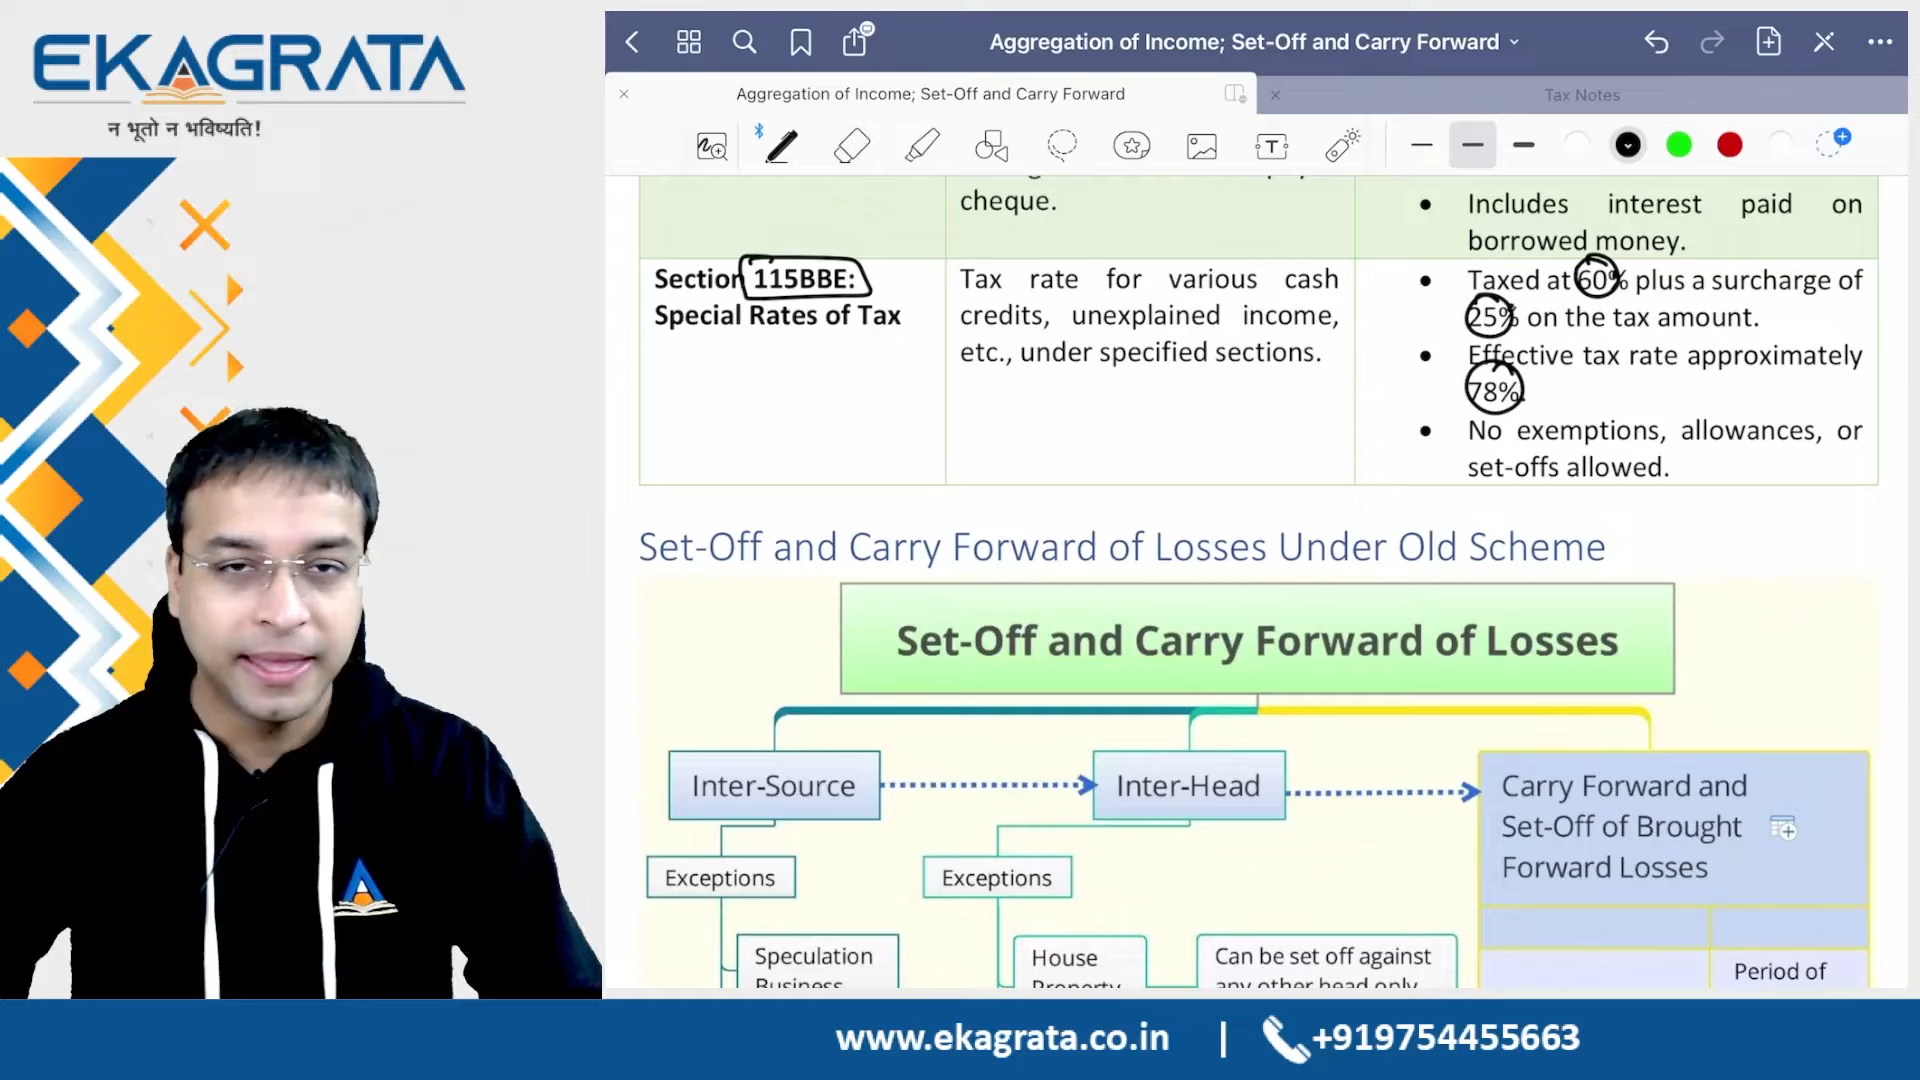 EKAGRATA
न भूतो न भविष्यति!
Aggregation of Income; Set-Off and Carry Forward
Aggregation of Income; Set-Off and Carry Forward
Tax Notes
T
cheque.
• Includes interest paid on
borrowed money.
Section 115BBE:
Special Rates of Tax
Tax rate for various cash
credits, unexplained income,
etc., under specified sections.
• Taxed at 60% plus a surcharge of
25% on the tax amount.
• Effective tax rate approximately
78%.
• No exemptions, allowances, or
set-offs allowed.
Set-Off and Carry Forward of Losses Under Old Scheme
Set-Off and Carry Forward of Losses
Inter-Source
Inter-Head
Carry Forward and
Set-Off of Brought
Forward Losses
Exceptions
Exceptions
Speculation
Business
House
Property
Can be set off against
any other head only
Period of
www.ekagrata.co.in | +919754455663